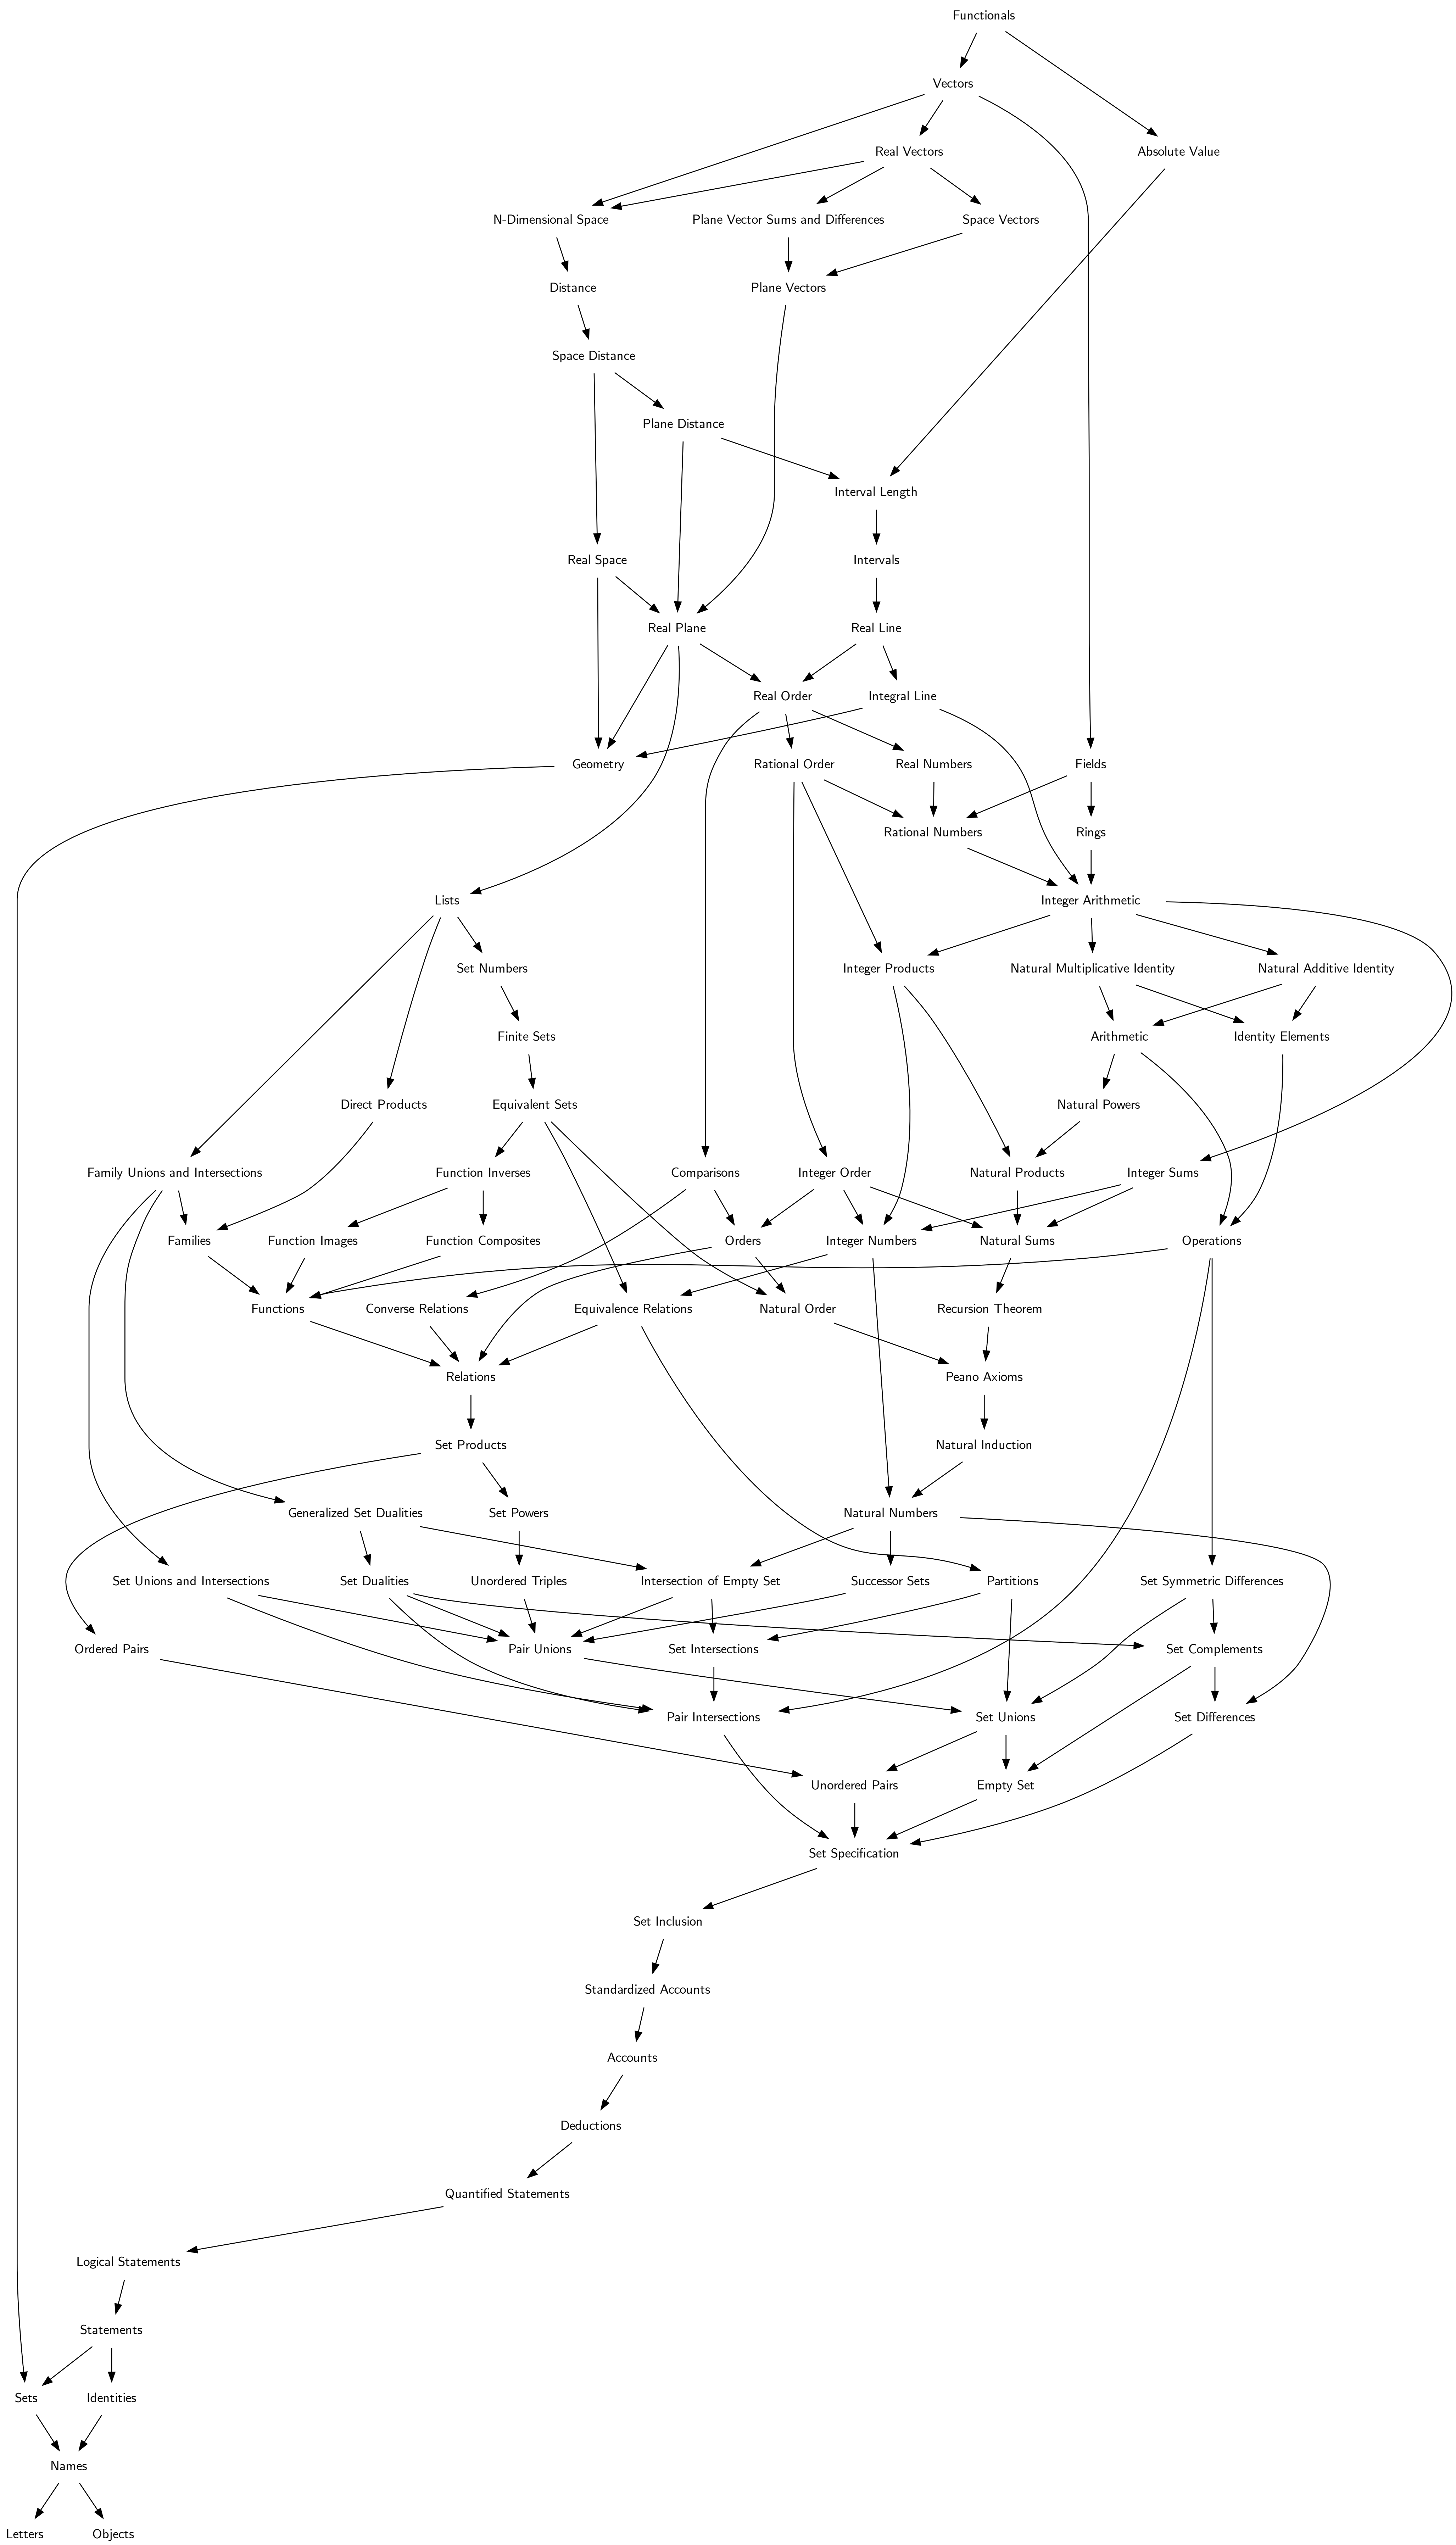 Functionals
Vectors
Real Vectors
Absolute Value
N-Dimensional Space
Plane Vector Sums and Differences
Space Vectors
Distance
Plane Vectors
Space Distance
Plane Distance
Interval Length
Real Space
Intervals
Real Plane
Real Line
Real Order
Integral Line
Geometry
Rational Order
Real Numbers
Fields
Rational Numbers
Rings
Lists
Integer Arithmetic
Set Numbers
Integer Products
Natural Multiplicative Identity
Natural Additive Identity
Finite Sets
Arithmetic
Identity Elements
Direct Products
Equivalent Sets
Natural Powers
Family Unions and Intersections
Function Inverses
Comparisons
Integer Order
Natural Products
Integer Sums
Families
Function Images
Function Composites
Orders
Integer Numbers
Natural Sums
Operations
Functions
Converse Relations
Equivalence Relations
Natural Order
Recursion Theorem
Relations
Peano Axioms
Set Products
Natural Induction
Generalized Set Dualities
Set Powers
Natural Numbers
Set Unions and Intersections
Set Dualities
Unordered Triples
Intersection of Empty Set
Successor Sets
Partitions
Set Symmetric Differences
Ordered Pairs
Pair Unions
Set Intersections
Set Complements
Pair Intersections
Set Unions
Set Differences
Unordered Pairs
Empty Set
Set Specification
Set Inclusion
Standardized Accounts
Accounts
Deductions
Quantified Statements
Logical Statements
Statements
Sets
Identities
Names
Letters
Objects